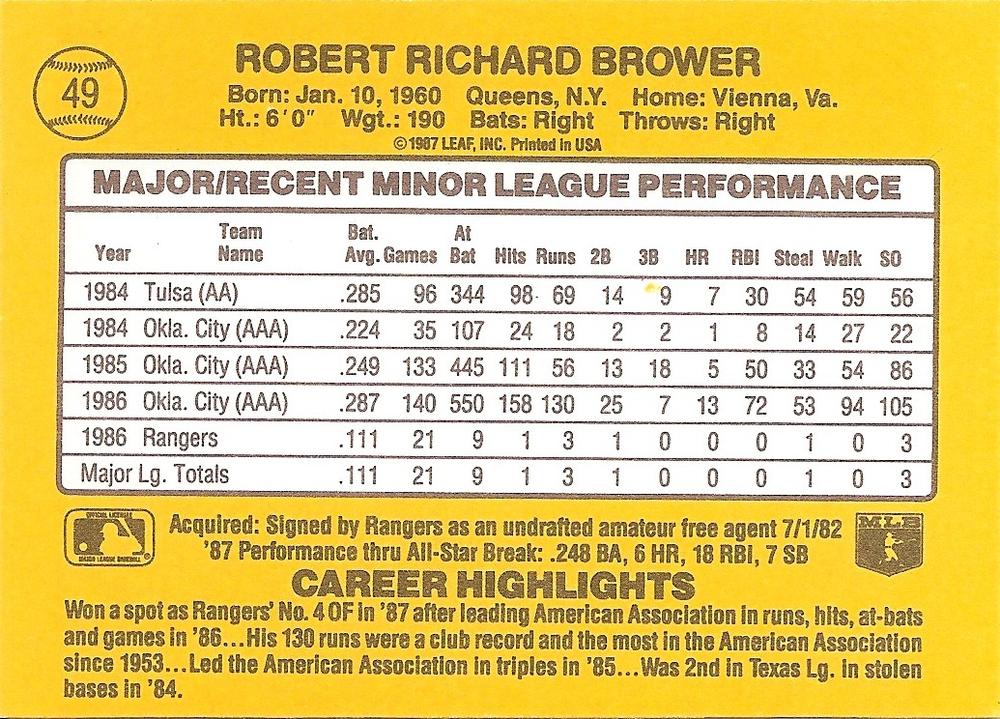 49
ROBERT RICHARD BROWER
Born: Jan. 10, 1960 Queens, N.Y. Home: Vienna, Va.
Ht.: 6'0" Wgt.: 190 Bats: Right Throws: Right
©1987 LEAF, INC. Printed in USA
MAJOR/RECENT MINOR LEAGUE PERFORMANCE
Year Team Name Bat. Avg. Games At Bat Hits Runs 2B 3B HR RBI Steal Walk SO
1984 Tulsa (AA) .285 96 344 98 69 14 9 7 30 54 59 56
1984 Okla. City (AAA) .224 35 107 24 18 2 2 1 8 14 27 22
1985 Okla. City (AAA) .249 133 445 111 56 13 18 5 50 33 54 86
1986 Okla. City (AAA) .287 140 550 158 130 25 7 13 72 53 94 105
1986 Rangers .111 21 9 1 3 1 0 0 0 1 0 3
Major Lg. Totals .111 21 9 1 3 1 0 0 0 1 0 3
OFFICIAL LICENSEE
MAJOR LEAGUE BASEBALL
Acquired: Signed by Rangers as an undrafted amateur free agent 7/1/82
'87 Performance thru All-Star Break: .248 BA, 6 HR, 18 RBI, 7 SB
MLB
CAREER HIGHLIGHTS
Won a spot as Rangers' No. 4 OF in '87 after leading American Association in runs, hits, at-bats
and games in '86...His 130 runs were a club record and the most in the American Association
since 1953...Led the American Association in triples in '85...Was 2nd in Texas Lg. in stolen
bases in '84.